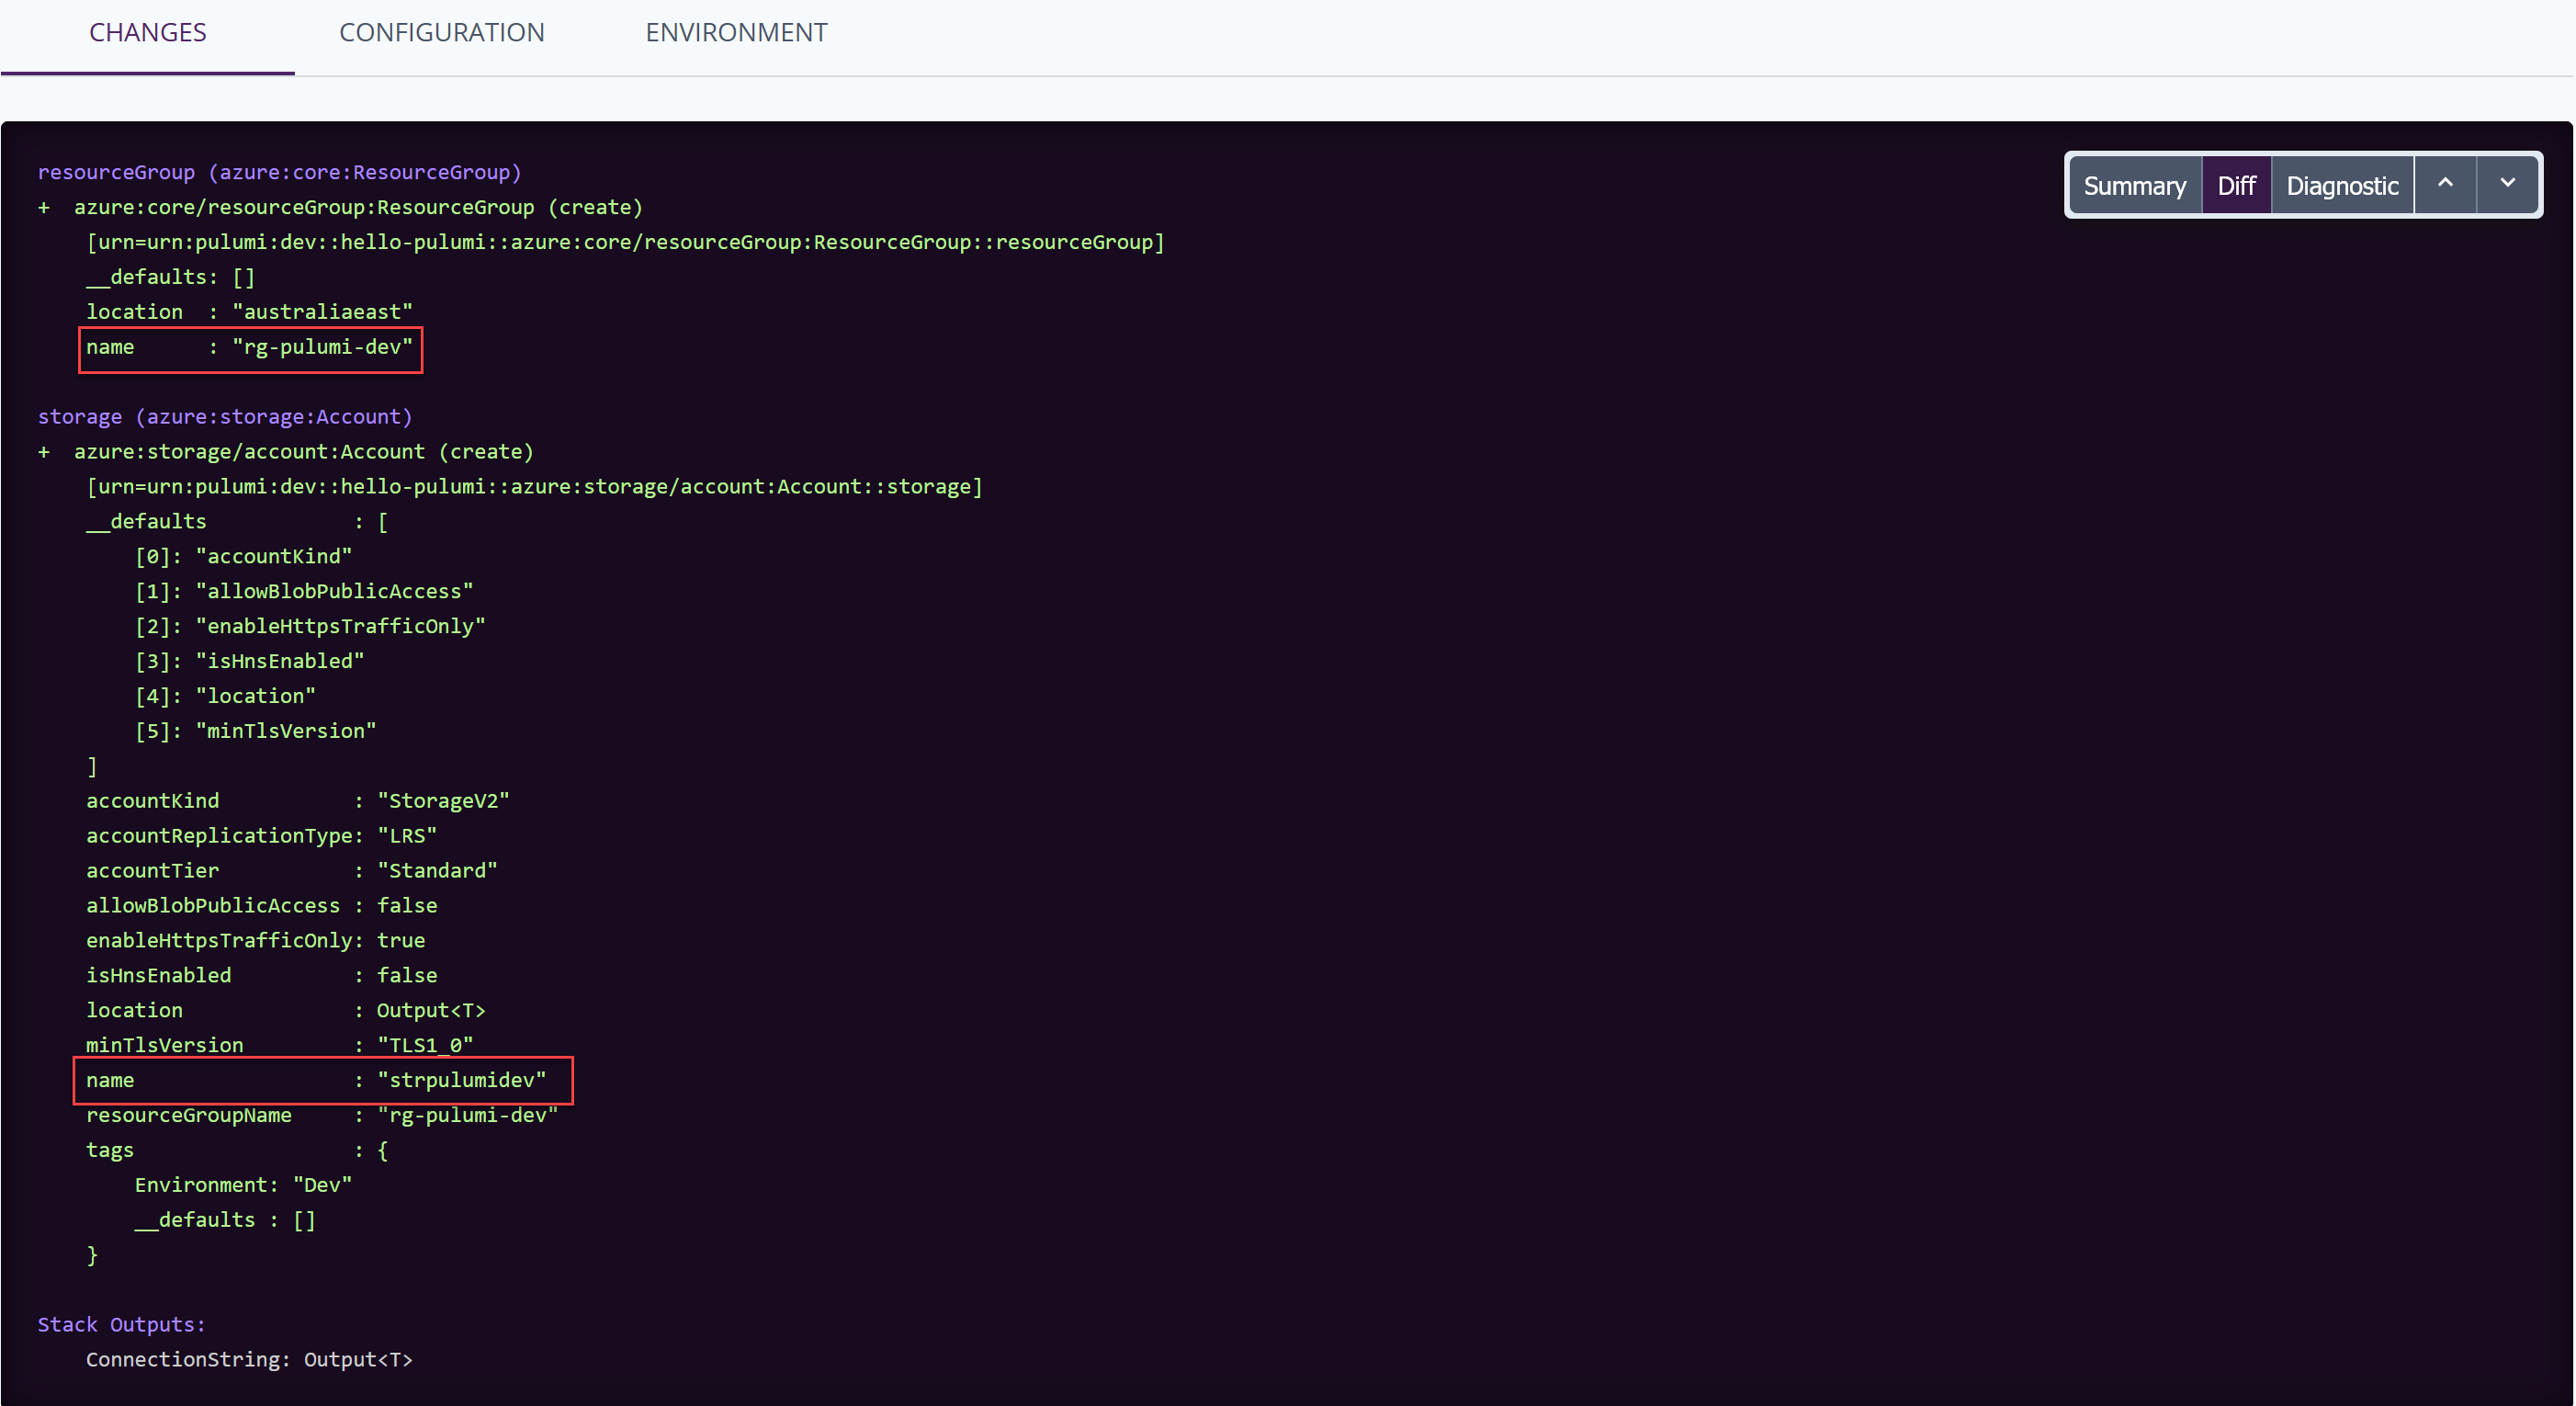 CHANGES CONFIGURATION ENVIRONMENT
Summary Diff Diagnostic
resourceGroup (azure:core:ResourceGroup)
+  azure:core/resourceGroup:ResourceGroup (create)
    [urn=urn:pulumi:dev::hello-pulumi::azure:core/resourceGroup:ResourceGroup::resourceGroup]
    __defaults: []
    location  : "australiaeast"
    name      : "rg-pulumi-dev"
storage (azure:storage:Account)
+  azure:storage/account:Account (create)
    [urn=urn:pulumi:dev::hello-pulumi::azure:storage/account:Account::storage]
    __defaults            : [
        [0]: "accountKind"
        [1]: "allowBlobPublicAccess"
        [2]: "enableHttpsTrafficOnly"
        [3]: "isHnsEnabled"
        [4]: "location"
        [5]: "minTlsVersion"
    ]
    accountKind           : "StorageV2"
    accountReplicationType: "LRS"
    accountTier           : "Standard"
    allowBlobPublicAccess : false
    enableHttpsTrafficOnly: true
    isHnsEnabled          : false
    location              : Output<T>
    minTlsVersion         : "TLS1_0"
    name                  : "strpulumidev"
    resourceGroupName     : "rg-pulumi-dev"
    tags                  : {
        Environment: "Dev"
        __defaults : []
    }
Stack Outputs:
    ConnectionString: Output<T>